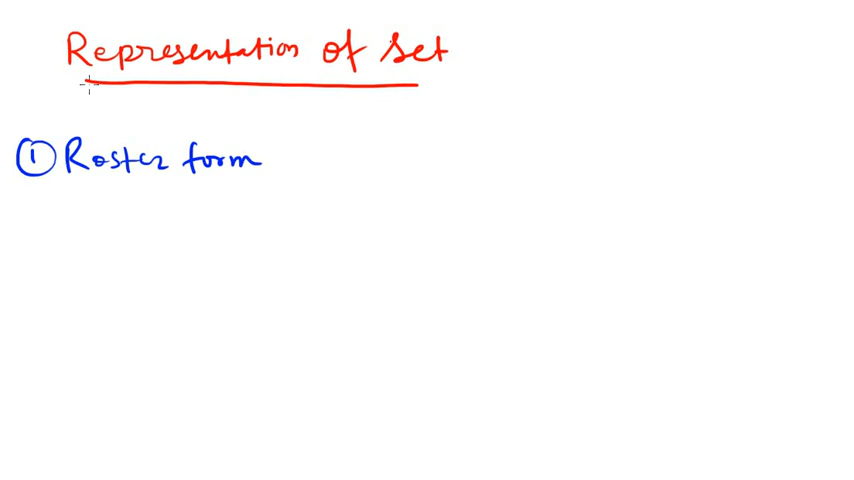 Representation of set
① Roster form